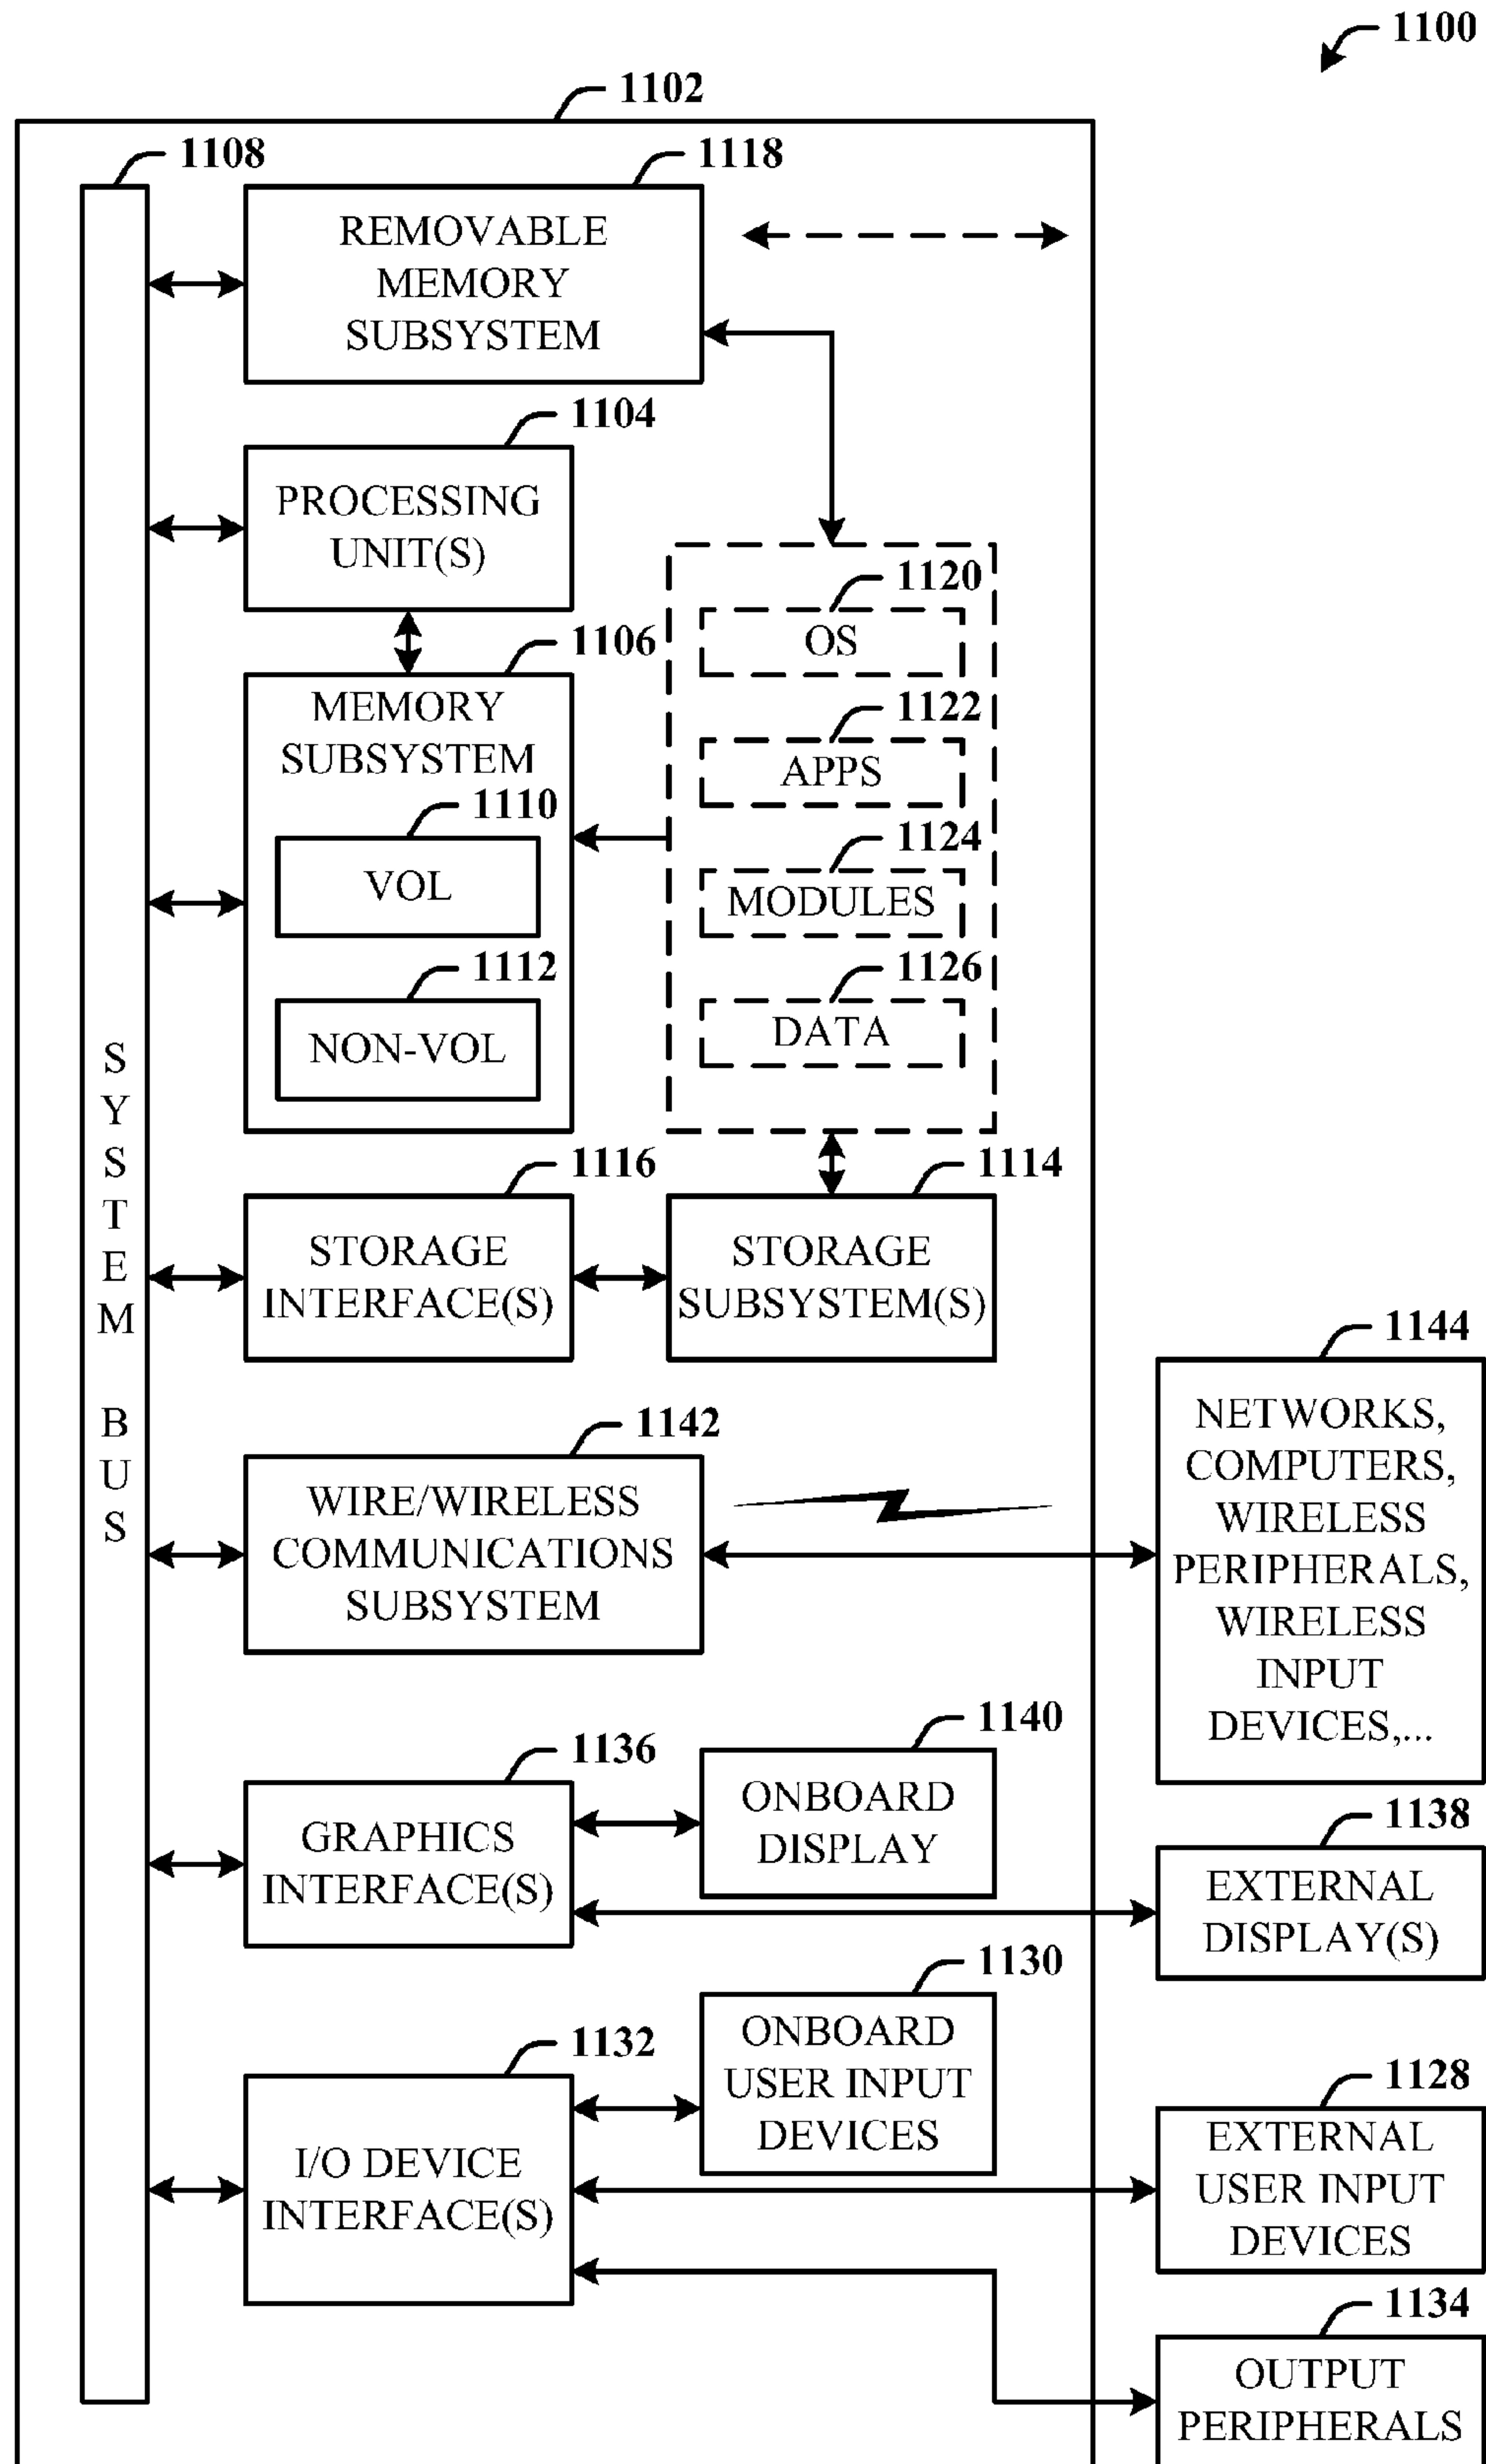 1100
1102
1108
1118
REMOVABLE
MEMORY
SUBSYSTEM
1104
PROCESSING
UNIT(S)
1106
MEMORY
SUBSYSTEM
1110
VOL
1112
NON-VOL
1120
OS
1122
APPS
1124
MODULES
1126
DATA
SYSTEM BUS
1116
STORAGE
INTERFACE(S)
1114
STORAGE
SUBSYSTEM(S)
1142
WIRE/WIRELESS
COMMUNICATIONS
SUBSYSTEM
1144
NETWORKS,
COMPUTERS,
WIRELESS
PERIPHERALS,
WIRELESS
INPUT
DEVICES,...
1136
GRAPHICS
INTERFACE(S)
1140
ONBOARD
DISPLAY
1138
EXTERNAL
DISPLAY(S)
1132
I/O DEVICE
INTERFACE(S)
1130
ONBOARD
USER INPUT
DEVICES
1128
EXTERNAL
USER INPUT
DEVICES
1134
OUTPUT
PERIPHERALS